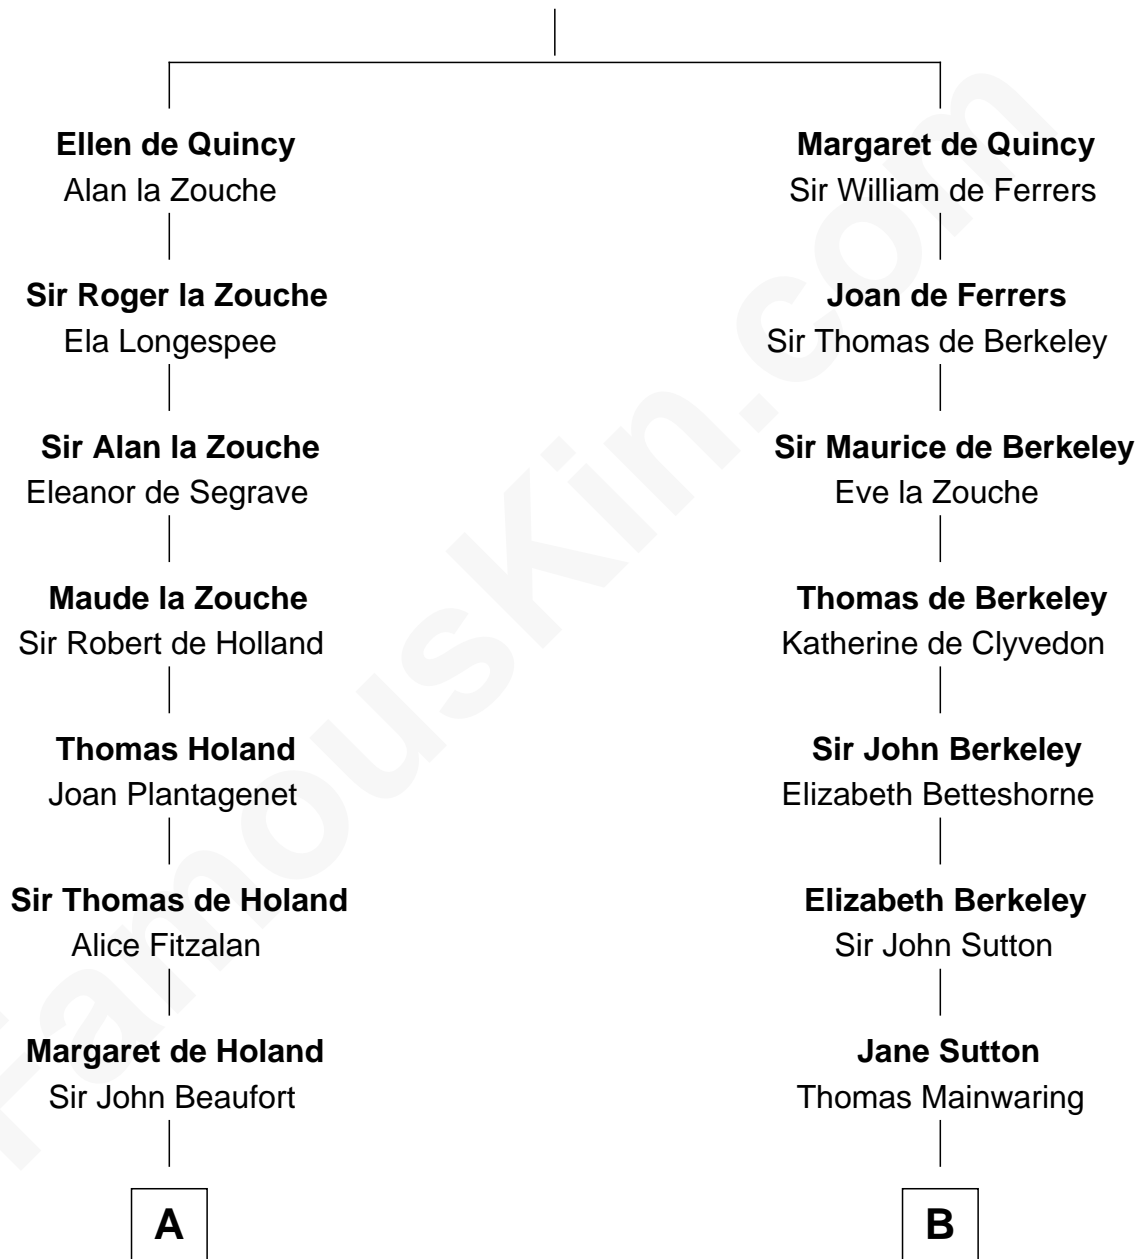 Ellen de Quincy
Alan la Zouche
Sir Roger la Zouche
Ela Longespee
Sir Alan la Zouche
Eleanor de Segrave
Maude la Zouche
Sir Robert de Holland
Thomas Holand
Joan Plantagenet
Sir Thomas de Holand
Alice Fitzalan
Margaret de Holand
Sir John Beaufort
A
Margaret de Quincy
Sir William de Ferrers
Joan de Ferrers
Sir Thomas de Berkeley
Sir Maurice de Berkeley
Eve la Zouche
Thomas de Berkeley
Katherine de Clyvedon
Sir John Berkeley
Elizabeth Betteshorne
Elizabeth Berkeley
Sir John Sutton
Jane Sutton
Thomas Mainwaring
B
FamousKin.com